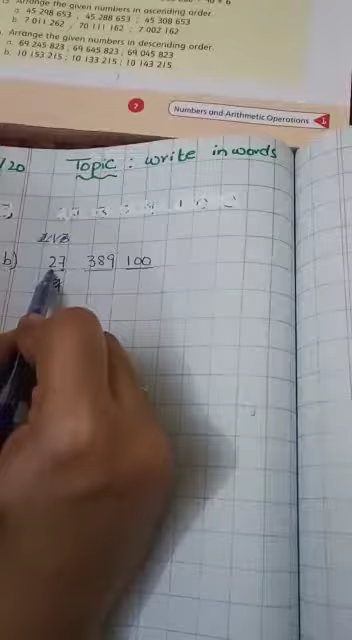 Arrange the given numbers in ascending order.
a. 45 298 653 ; 45 288 653 ; 45 308 653
b. 7 011 262 ; 70 111 162 ; 7 002 162
Arrange the given numbers in descending order.
a. 69 245 823 ; 69 645 823 ; 69 045 823
b. 10 153 215 ; 10 133 215 ; 10 143 215
7
Numbers and Arithmetic Operations
/20 Topic : write in words
b) 27 389 100